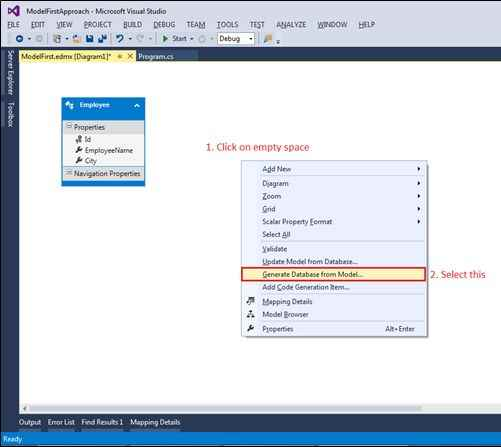 ModelFirstApproach - Microsoft Visual Studio
FILE EDIT VIEW PROJECT BUILD DEBUG TEAM TOOLS TEST ANALYZE WINDOW HELP
Start Debug
ModelFirst.edmx [Diagram1]* Program.cs
Server Explorer
Toolbox
Employee
Properties
Id
EmployeeName
City
Navigation Properties
1. Click on empty space
Add New
Diagram
Zoom
Grid
Scalar Property Format
Select All
Validate
Update Model from Database...
Generate Database from Model...
2. Select this
Add Code Generation Item...
Mapping Details
Model Browser
Properties Alt+Enter
Output Error List Find Results 1 Mapping Details
Ready